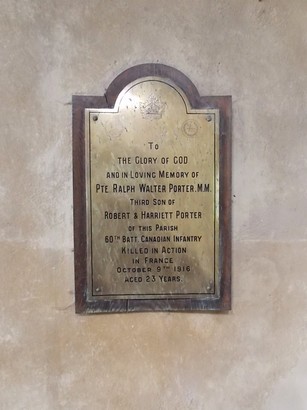 To
THE GLORY OF GOD
AND IN LOVING MEMORY OF
PTE. RALPH WALTER PORTER. M.M.
THIRD SON OF
ROBERT & HARRIETT PORTER
OF THIS PARISH
60TH BATT. CANADIAN INFANTRY
KILLED IN ACTION
IN FRANCE
OCTOBER 9TH 1916
AGED 23 YEARS.